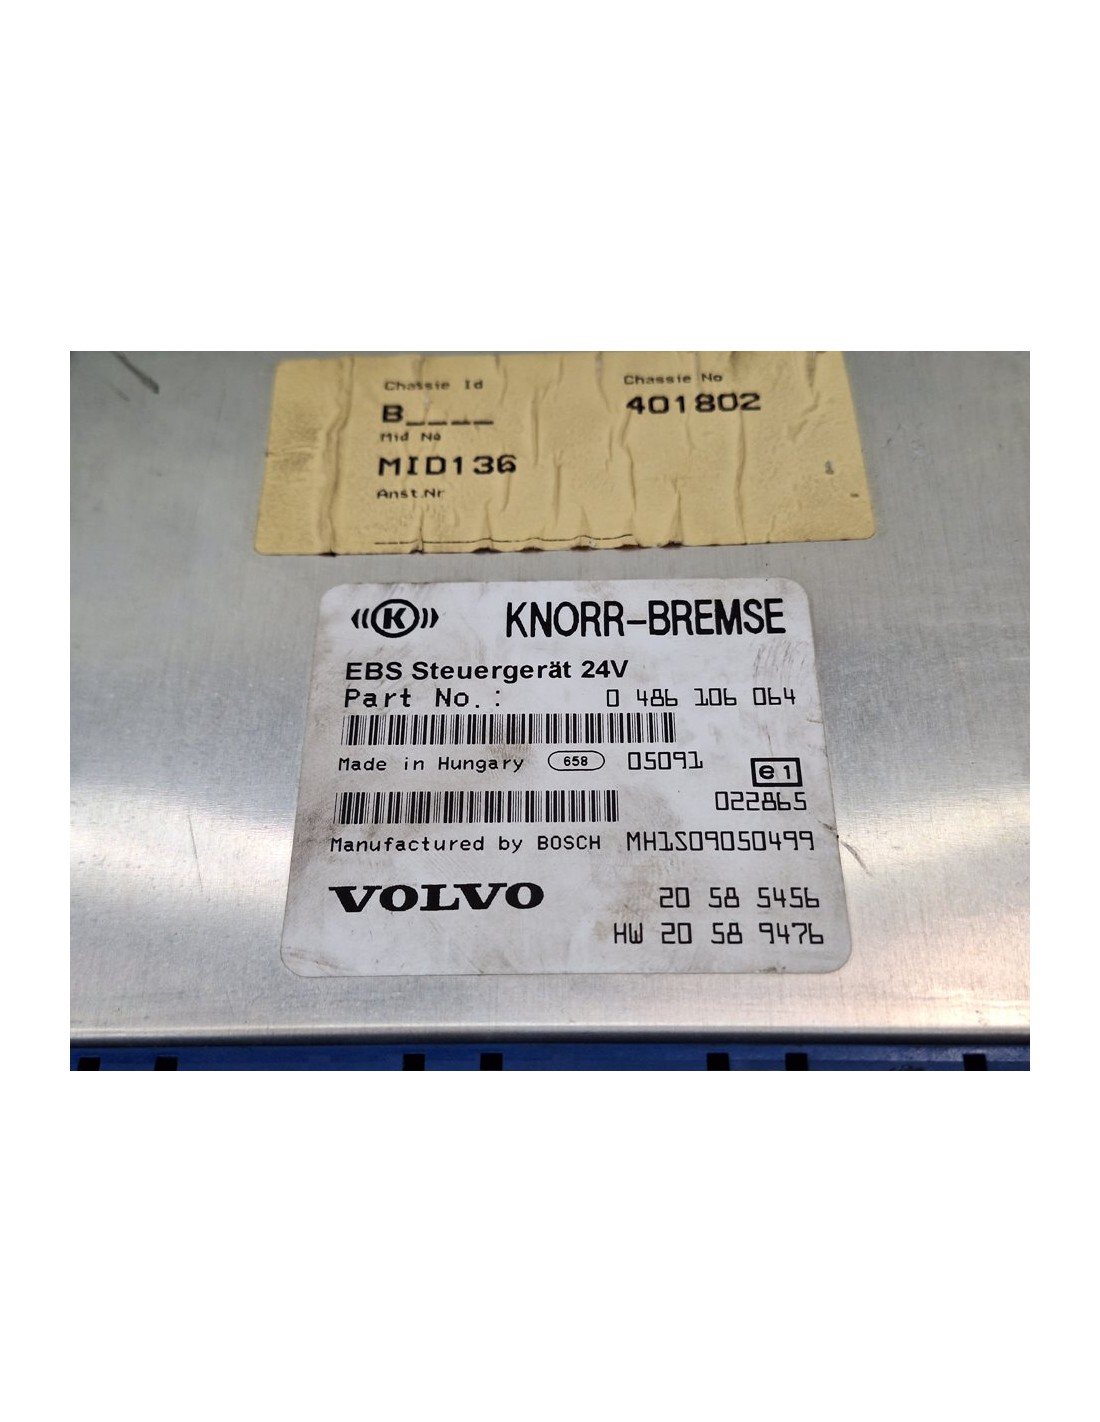 Chassie Id
Chassie No
B____
401802
Mid No
MID136
1
Anst.Nr
((K))
KNORR-BREMSE
EBS Steuergerät 24V
Part No.: 0 486 106 064
Made in Hungary 658 05091
e1
022865
Manufactured by BOSCH MH1S09050499
VOLVO 20 58 5456
HW 20 58 9476